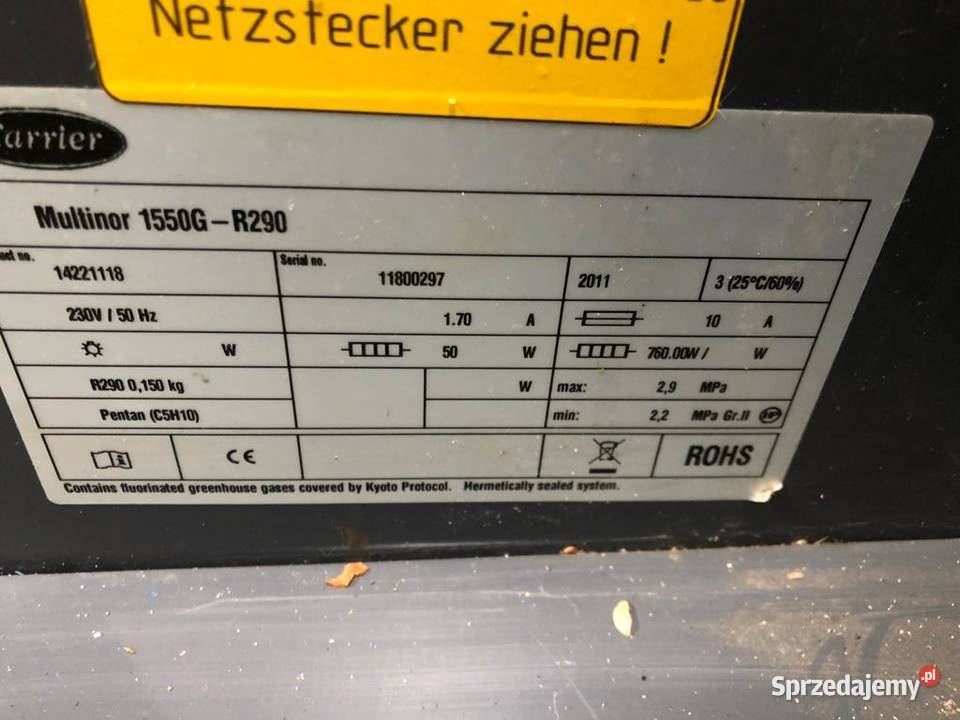 Netzstecker ziehen !
Carrier
Multinor 1550G – R290
no. 14221118 Serial no. 11800297 2011 3 (25°C/60%)
230V / 50 Hz 1.70 A 10 A
W 50 W 760.00W / W
R290 0,150 kg W max: 2,9 MPa
Pentan (C5H10) min: 2,2 MPa Gr.II
CE ROHS
Contains fluorinated greenhouse gases covered by Kyoto Protocol. Hermetically sealed system.
Sprzedajemy.pl